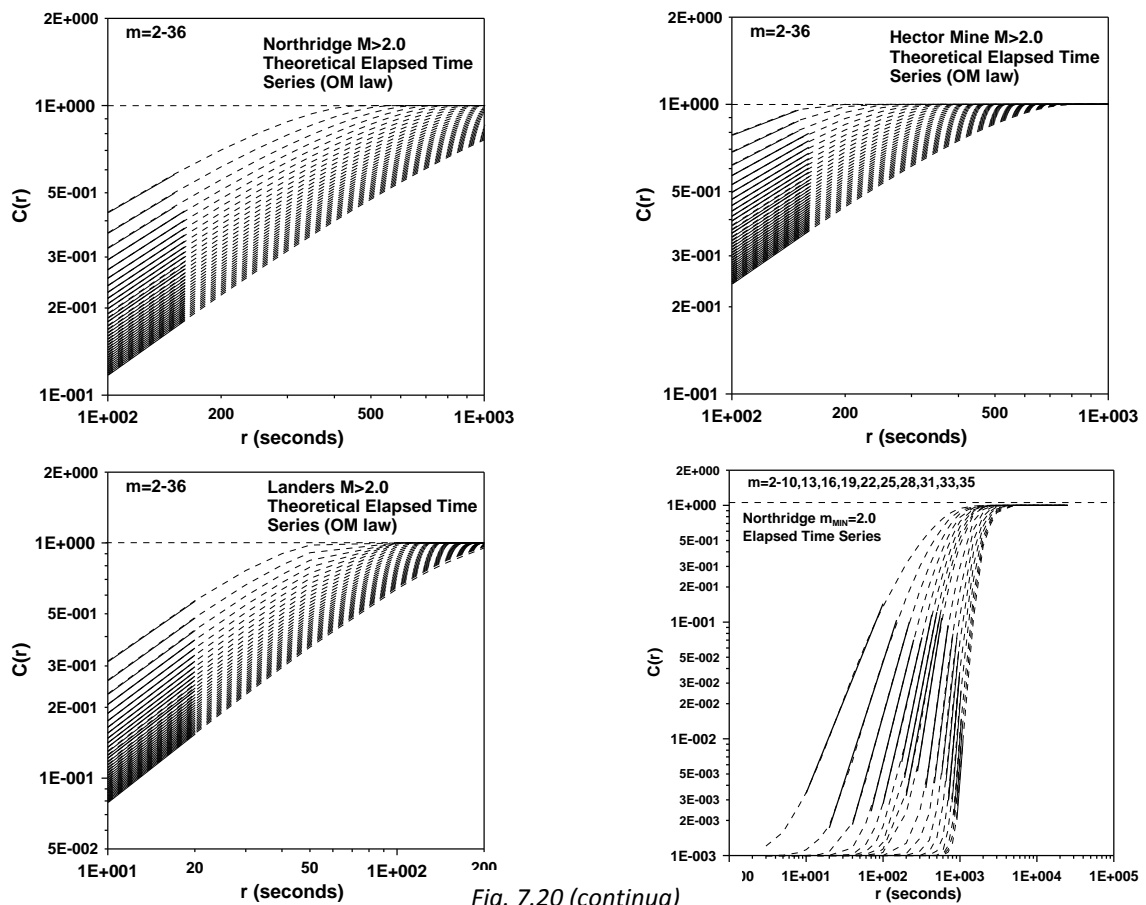 2E+000
1E+000
5E-001
3E-001
2E-001
1E-001
C(r)
m=2-36
Northridge M>2.0
Theoretical Elapsed Time
Series (OM law)
1E+002
200
500
1E+003
r (seconds)
2E+000
1E+000
5E-001
3E-001
2E-001
1E-001
C(r)
m=2-36
Hector Mine M>2.0
Theoretical Elapsed Time
Series (OM law)
1E+002
200
500
1E+003
r (seconds)
2E+000
1E+000
5E-001
3E-001
2E-001
1E-001
5E-002
C(r)
m=2-36
Landers M>2.0
Theoretical Elapsed Time
Series (OM law)
1E+001
20
50
1E+002
200
r (seconds)
2E+000
1E+000
5E-001
3E-001
2E-001
1E-001
5E-002
3E-002
2E-002
1E-002
5E-003
3E-003
2E-003
1E-003
C(r)
m=2-10,13,16,19,22,25,28,31,33,35
Northridge mMIN=2.0
Elapsed Time Series
00
1E+001
1E+002
1E+003
1E+004
1E+005
r (seconds)
Fig. 7.20 (continua)